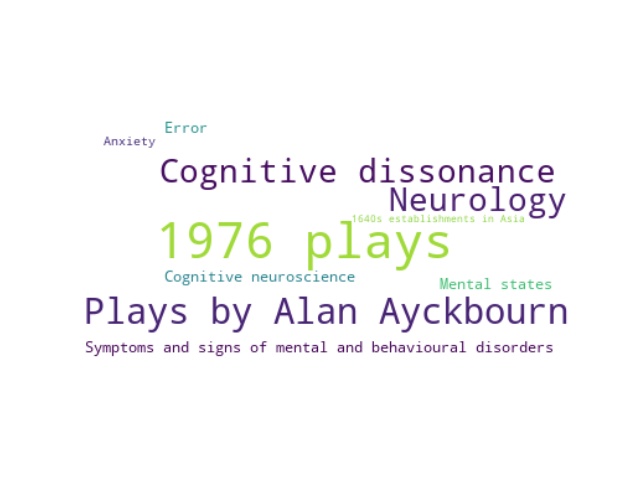 Error
Anxiety
Cognitive dissonance
Neurology
1640s establishments in Asia
1976 plays
Cognitive neuroscience
Mental states
Plays by Alan Ayckbourn
Symptoms and signs of mental and behavioural disorders